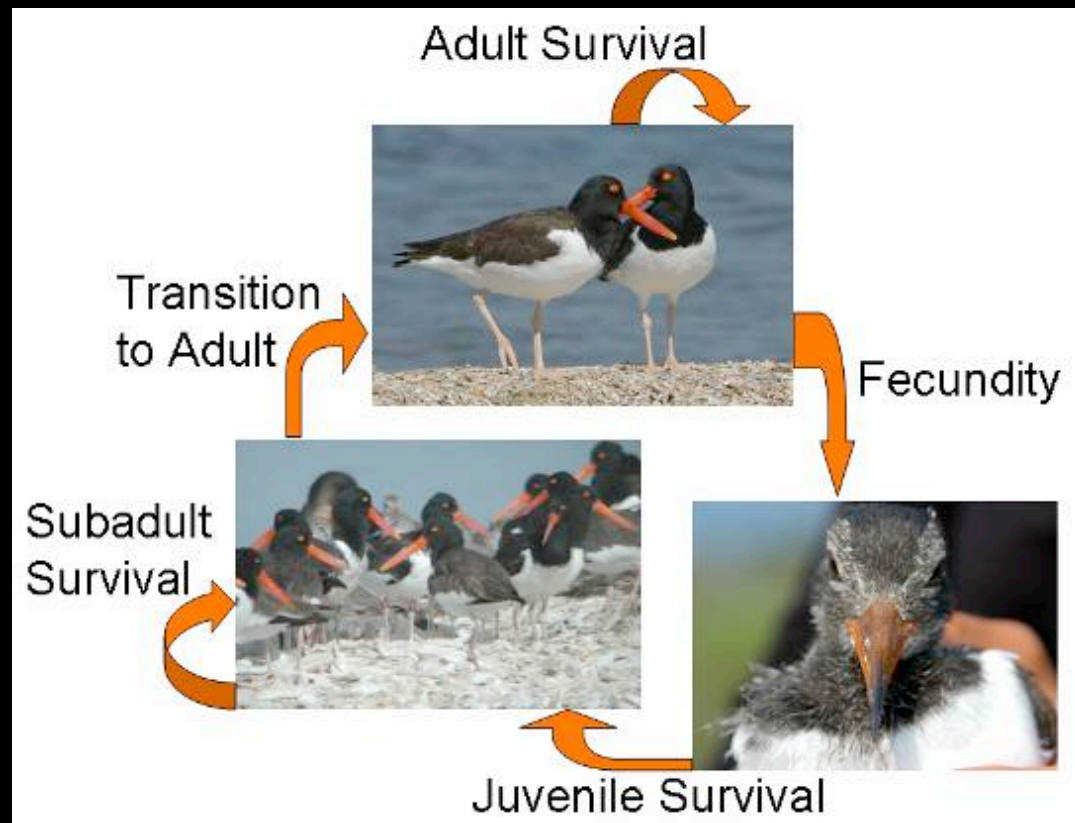 Adult Survival
Transition
to Adult
Fecundity
Subadult
Survival
Juvenile Survival